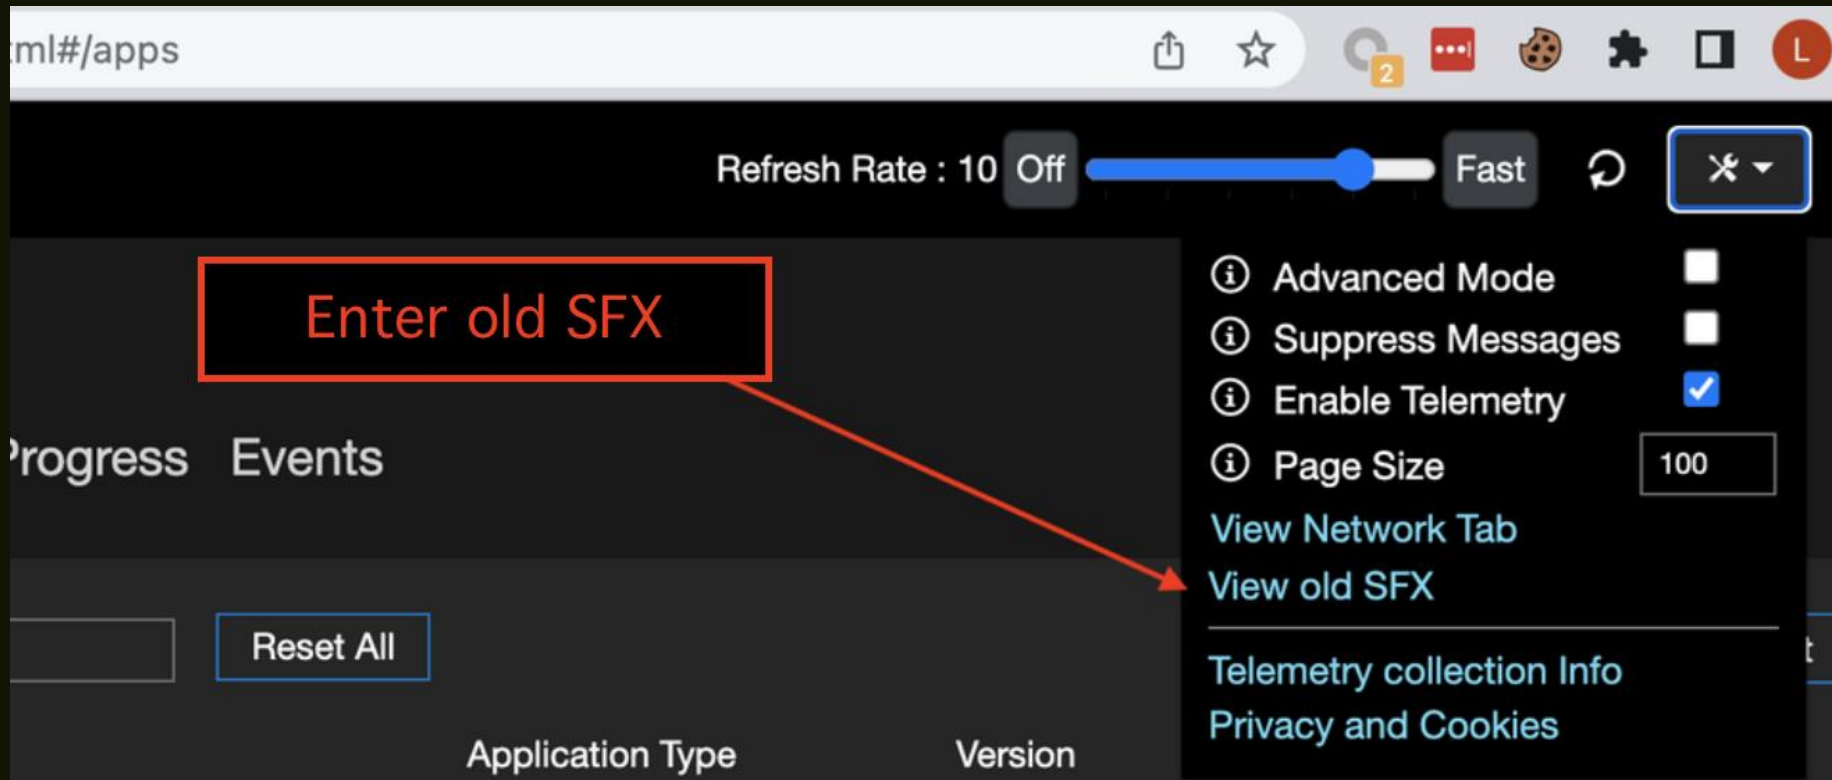 ml#/apps
2
L
Refresh Rate : 10 Off Fast
Enter old SFX
Advanced Mode
Suppress Messages
Enable Telemetry
Page Size 100
Progress Events
View Network Tab
View old SFX
Reset All
Telemetry collection Info
Privacy and Cookies
Application Type Version